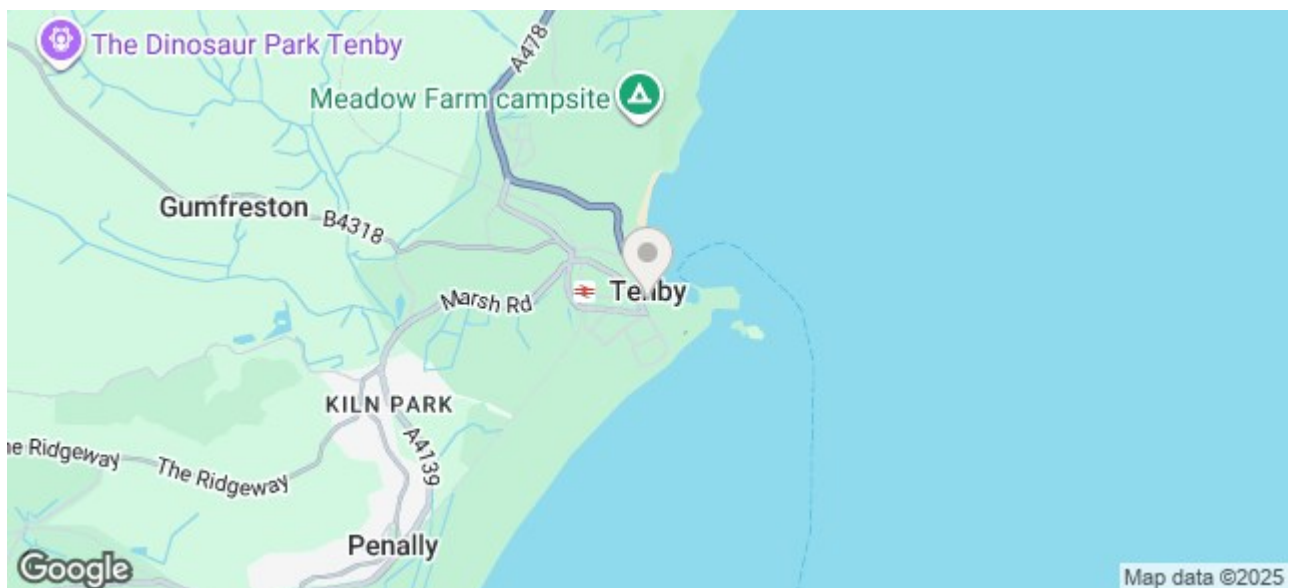 A478
The Dinosaur Park Tenby
Meadow Farm campsite
Gumfreston
B4318
Tenby
Marsh Rd
KILN PARK
A4139
ne Ridgeway
The Ridgeway
Penally
Google
Map data ©2025